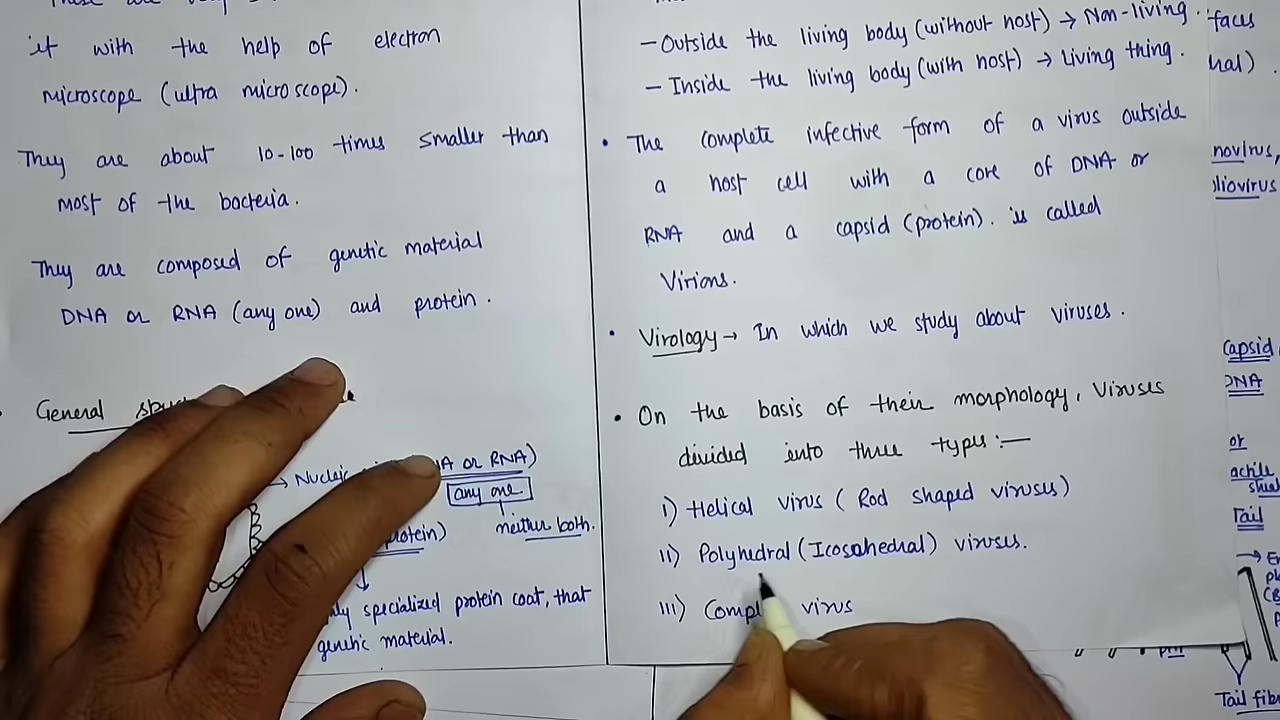 it with the help of electron
microscope (ultra microscope).
They are about 10-100 times smaller than
most of the bacteria.
They are composed of genetic material
DNA or RNA (any one) and protein.
General
→ Nucleic A or RNA)
any one
neither both.
protein)
specialized protein coat, that
genetic material.
- Outside the living body (without host) → Non-living.
- Inside the living body (with host) → Living thing.
• The complete infective form of a virus outside
a host cell with a core of DNA or
RNA and a capsid (protein). is called
Virions.
• Virology → In which we study about viruses.
• On the basis of their morphology, Viruses
divided into three types:—
i) Helical virus ( Rod shaped viruses)
ii) Polyhedral (Icosahedral) viruses.
iii) Compl virus
faces
hal).
novirus,
liovirus
Capsid
DNA
or
Tail
Tail fib